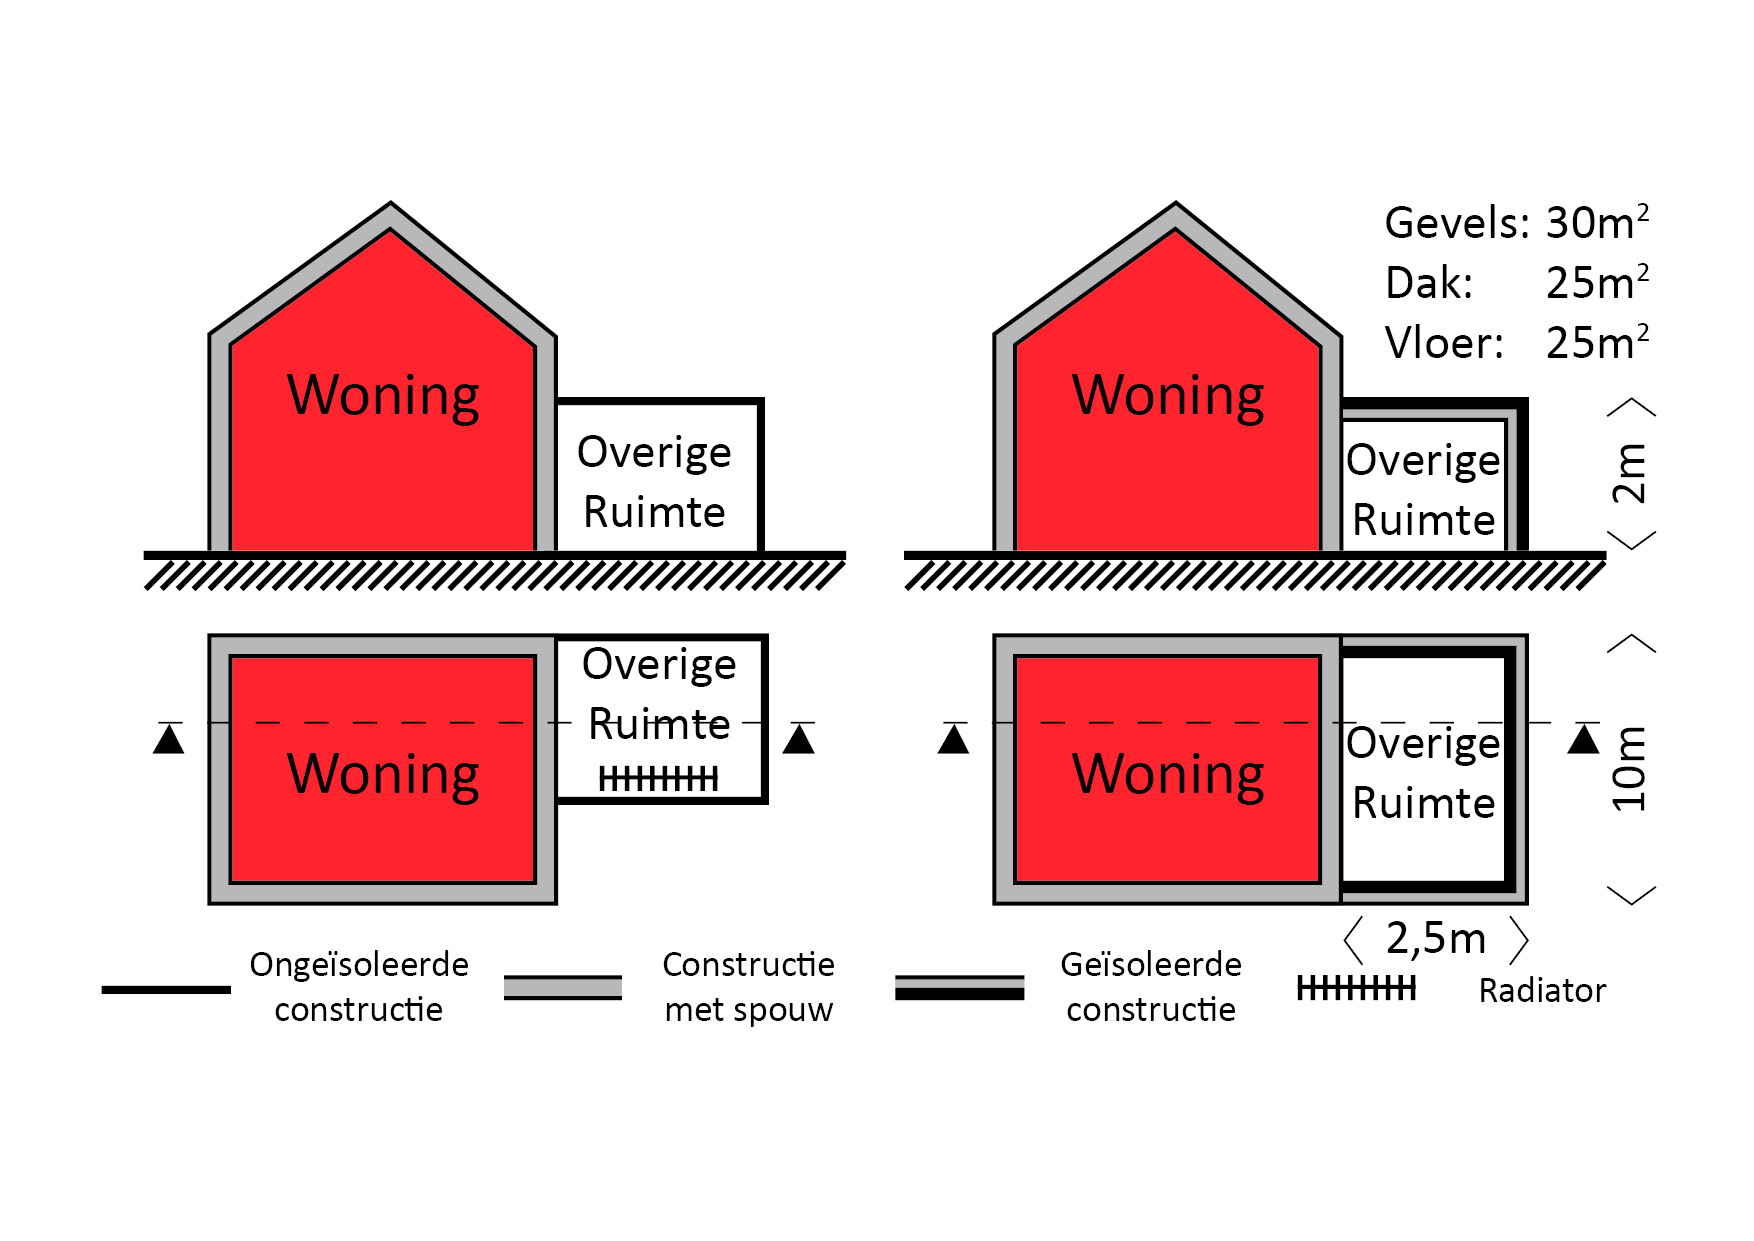 Woning
Overige
Ruimte
Woning
Overige
Ruimte
Gevels: 30m²
Dak: 25m²
Vloer: 25m²
2m
Overige
Ruimte
Woning
Woning
Overige
Ruimte
10m
2,5m
Ongeïsoleerde
constructie
Constructie
met spouw
Geïsoleerde
constructie
Radiator